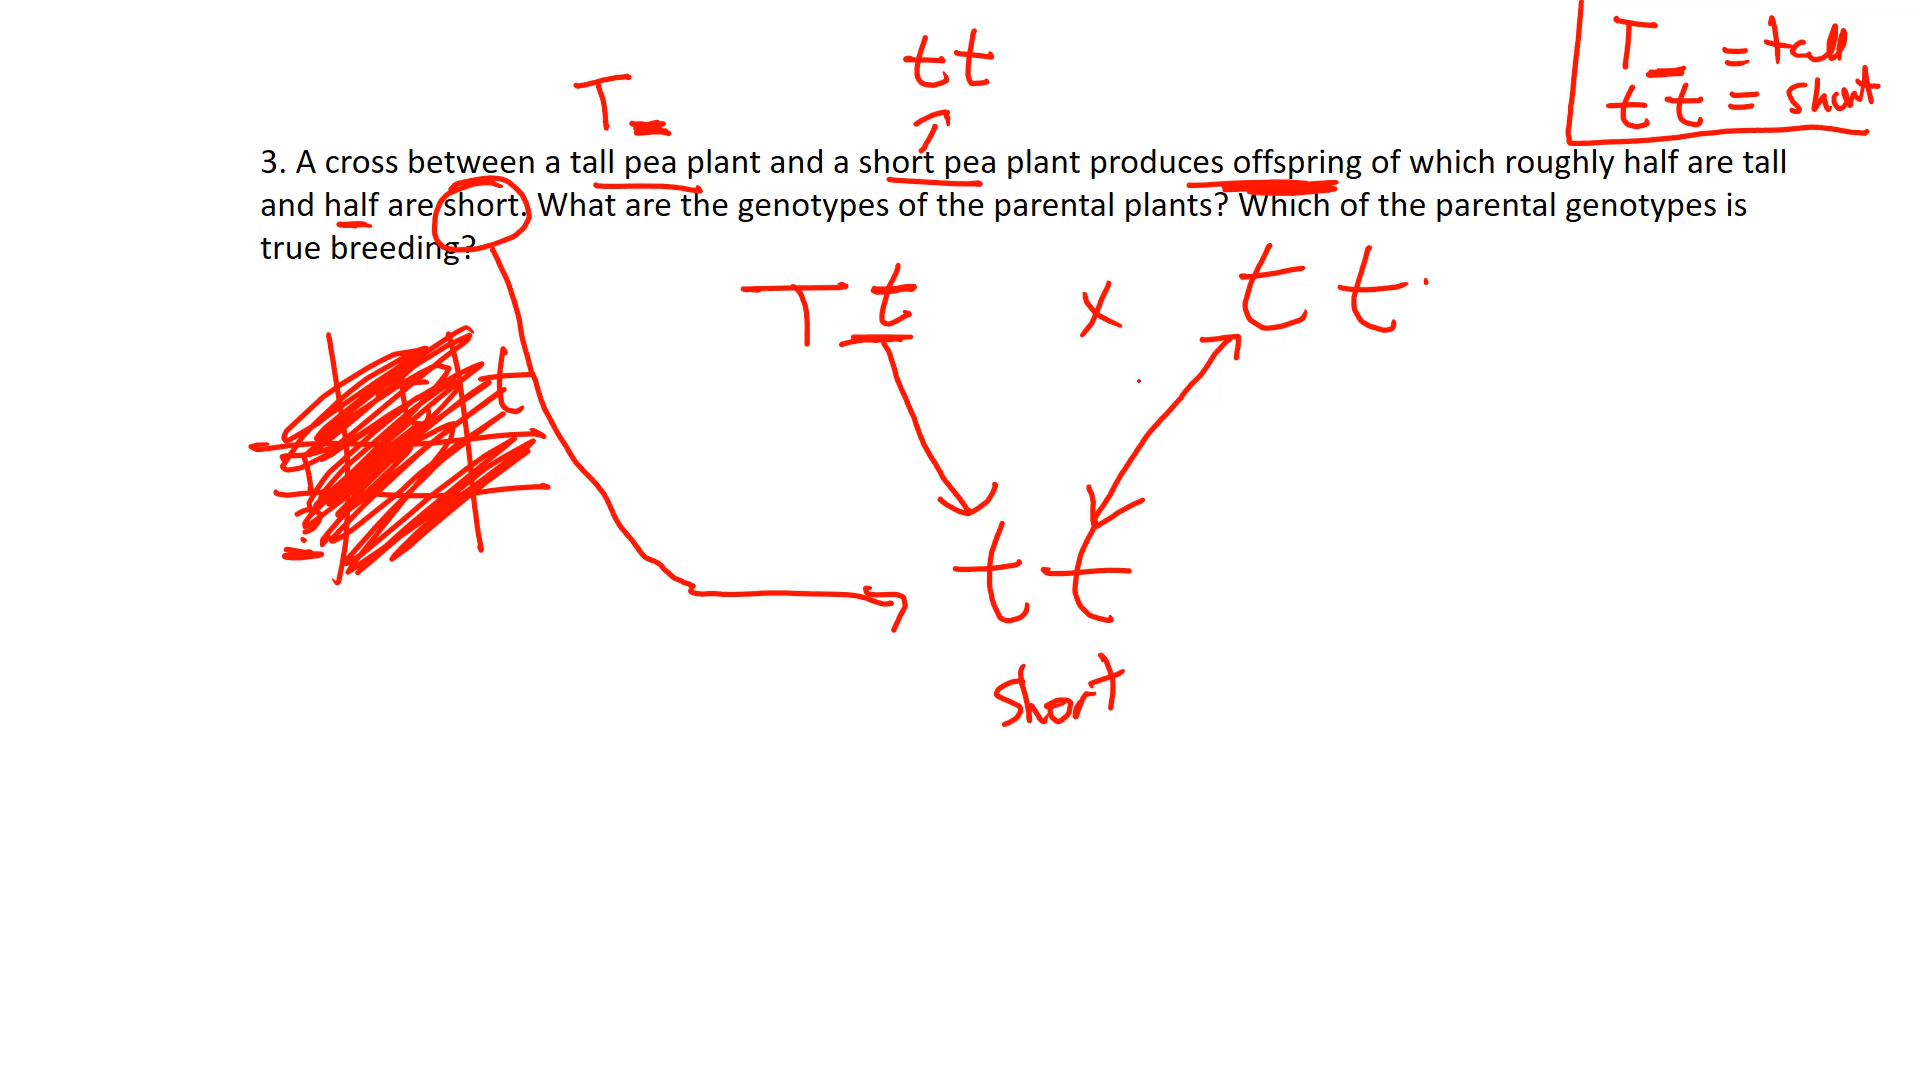 T_ = tall
tt = short
T_ tt
3. A cross between a tall pea plant and a short pea plant produces offspring of which roughly half are tall
and half are short. What are the genotypes of the parental plants? Which of the parental genotypes is
true breeding?
Tt x tt
t
tt
short